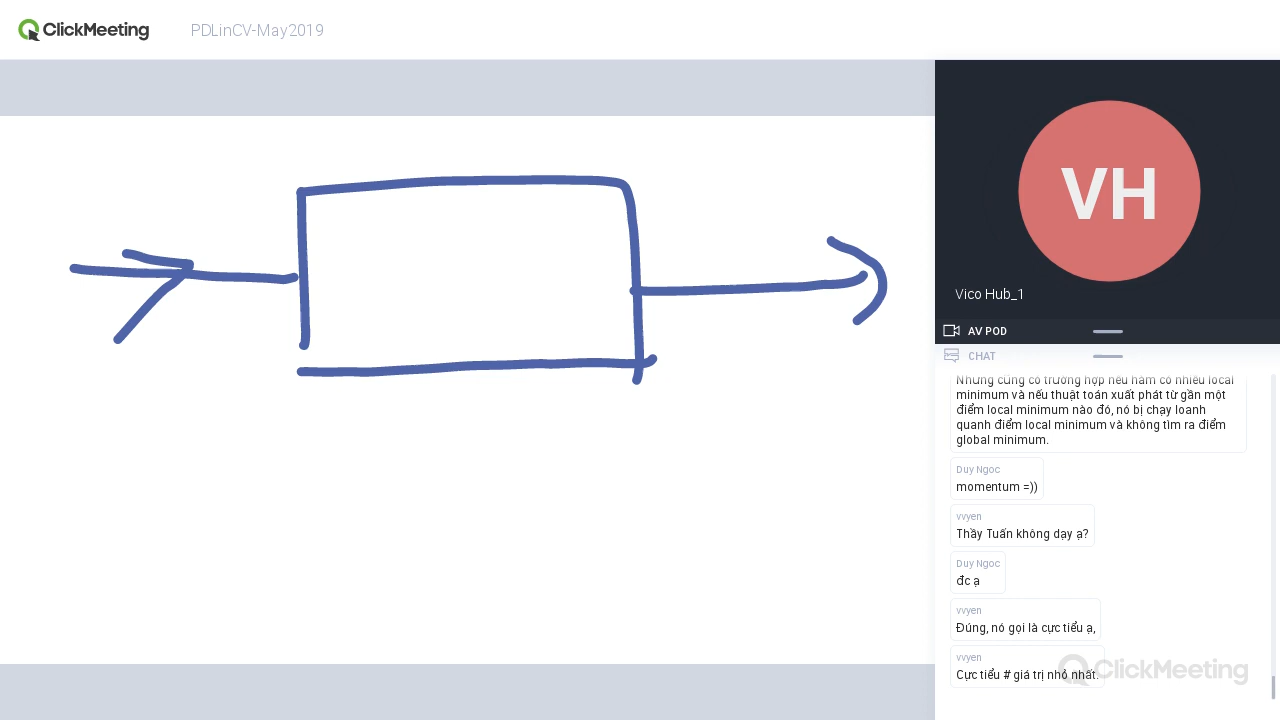 ClickMeeting
PDLinCV-May2019
VH
Vico Hub_1
AV POD
CHAT
Nhưng cũng có trường hợp nếu hàm có nhiều local
minimum và nếu thuật toán xuất phát từ gần một
điểm local minimum nào đó, nó bị chạy loanh
quanh điểm local minimum và không tìm ra điểm
global minimum.
Duy Ngoc
momentum =))
vvyen
Thầy Tuấn không dạy ạ?
Duy Ngoc
đc ạ
vvyen
Đúng, nó gọi là cực tiểu ạ,
vvyen
Cực tiểu # giá trị nhỏ nhất.
ClickMeeting